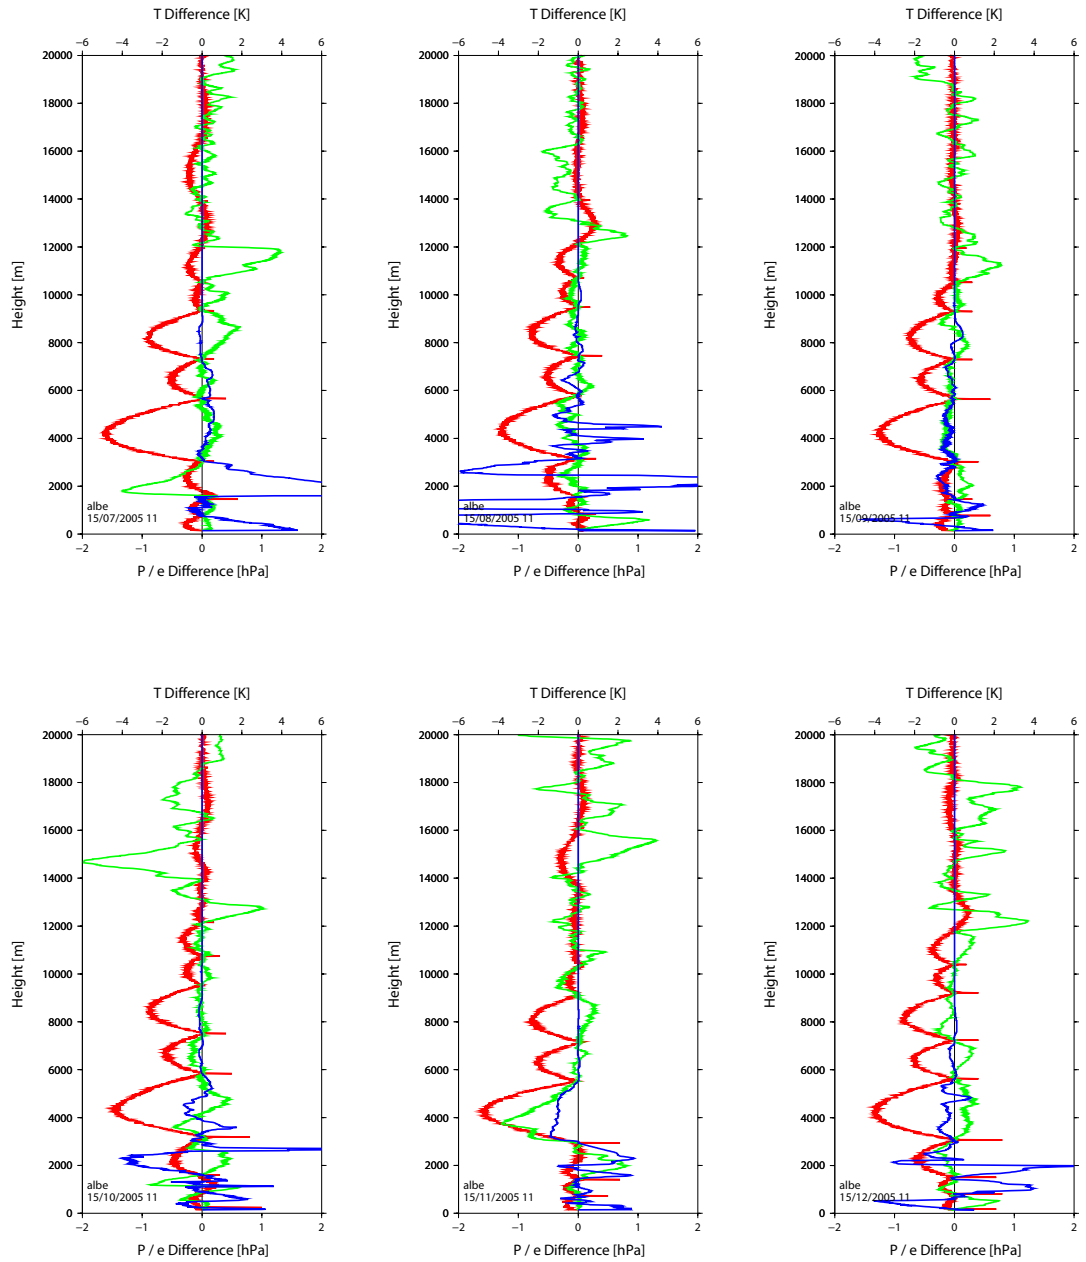 T Difference [K]
−6 −4 −2 0 2 4 6
20000
18000
16000
14000
12000
10000
8000
6000
4000
2000
0
Height [m]
albe
15/07/2005 11
−2 −1 0 1 2
P / e Difference [hPa]
T Difference [K]
−6 −4 −2 0 2 4 6
20000
18000
16000
14000
12000
10000
8000
6000
4000
2000
0
Height [m]
albe
15/08/2005 11
−2 −1 0 1 2
P / e Difference [hPa]
T Difference [K]
−6 −4 −2 0 2 4 6
20000
18000
16000
14000
12000
10000
8000
6000
4000
2000
0
Height [m]
albe
15/09/2005 11
−2 −1 0 1 2
P / e Difference [hPa]
T Difference [K]
−6 −4 −2 0 2 4 6
20000
18000
16000
14000
12000
10000
8000
6000
4000
2000
0
Height [m]
albe
15/10/2005 11
−2 −1 0 1 2
P / e Difference [hPa]
T Difference [K]
−6 −4 −2 0 2 4 6
20000
18000
16000
14000
12000
10000
8000
6000
4000
2000
0
Height [m]
albe
15/11/2005 11
−2 −1 0 1 2
P / e Difference [hPa]
T Difference [K]
−6 −4 −2 0 2 4 6
20000
18000
16000
14000
12000
10000
8000
6000
4000
2000
0
Height [m]
albe
15/12/2005 11
−2 −1 0 1 2
P / e Difference [hPa]